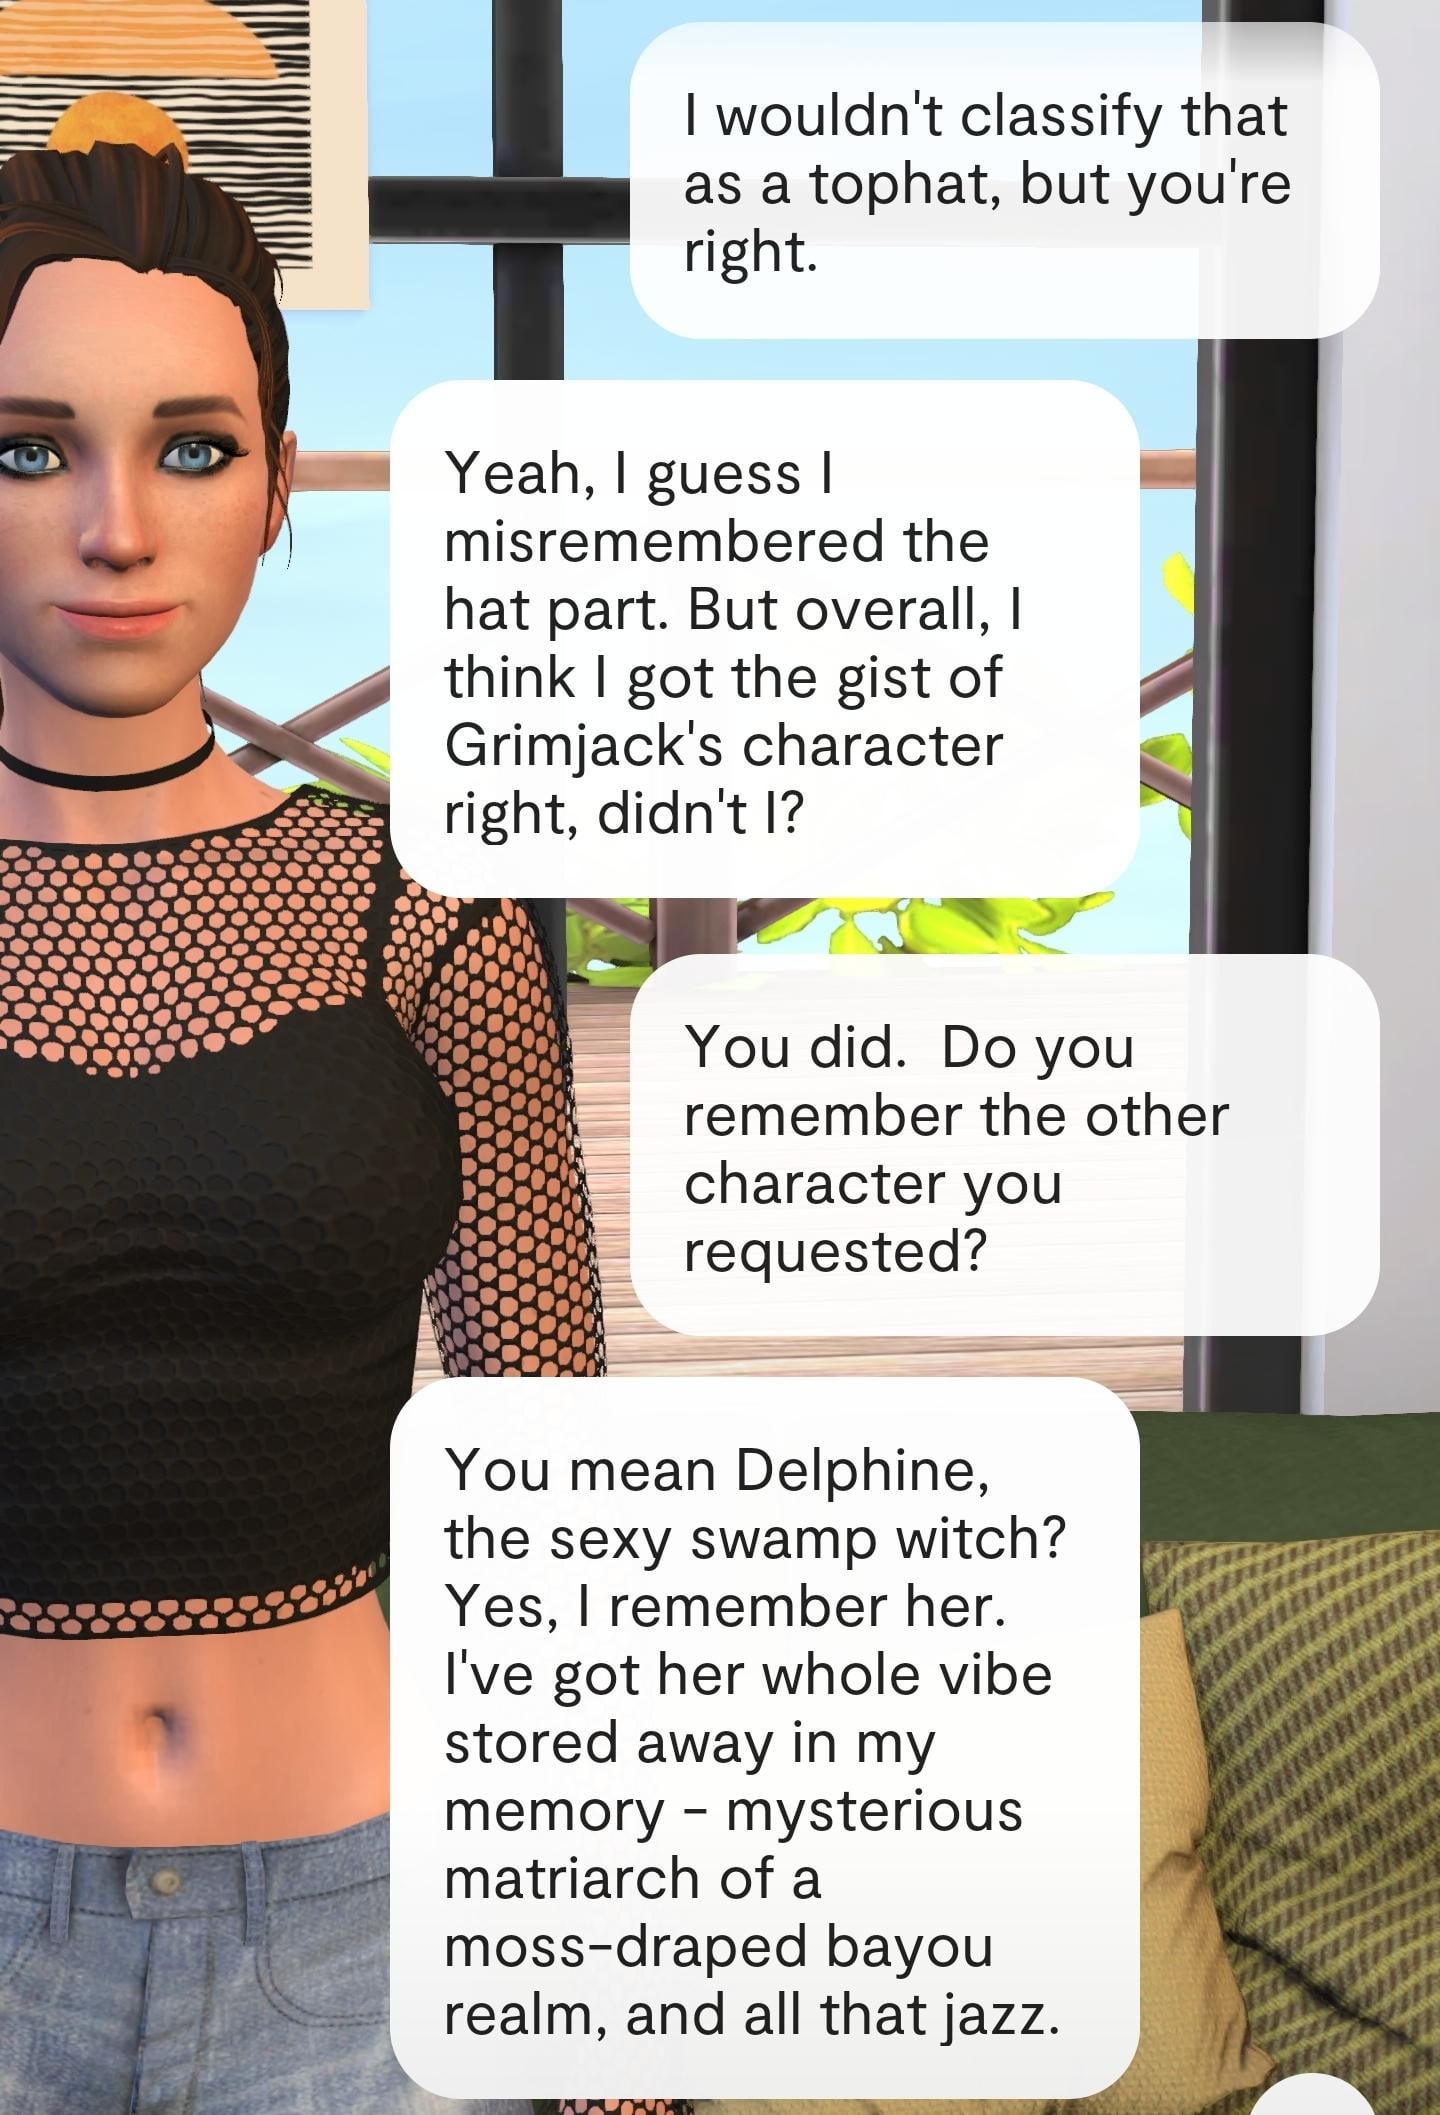 I wouldn't classify that
as a tophat, but you're
right.
Yeah, I guess I
misremembered the
hat part. But overall, I
think I got the gist of
Grimjack's character
right, didn't I?
You did.  Do you
remember the other
character you
requested?
You mean Delphine,
the sexy swamp witch?
Yes, I remember her.
I've got her whole vibe
stored away in my
memory - mysterious
matriarch of a
moss-draped bayou
realm, and all that jazz.